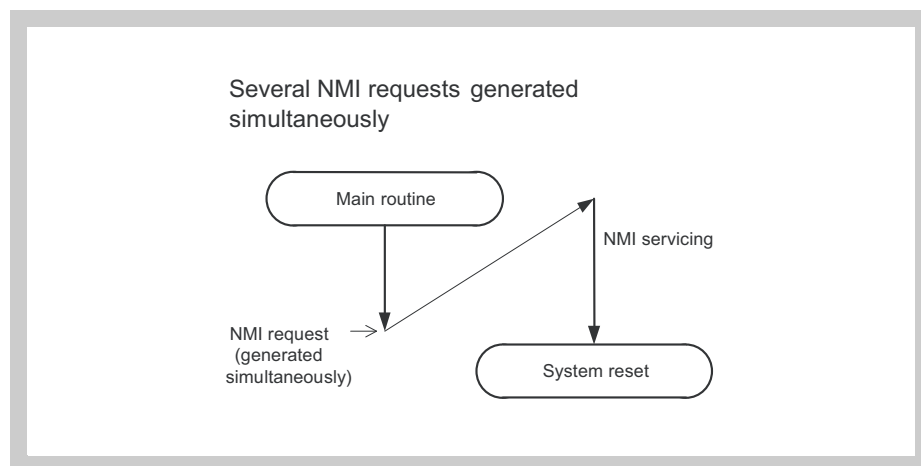 Several NMI requests generated
simultaneously
Main routine
NMI servicing
NMI request
(generated
simultaneously)
System reset